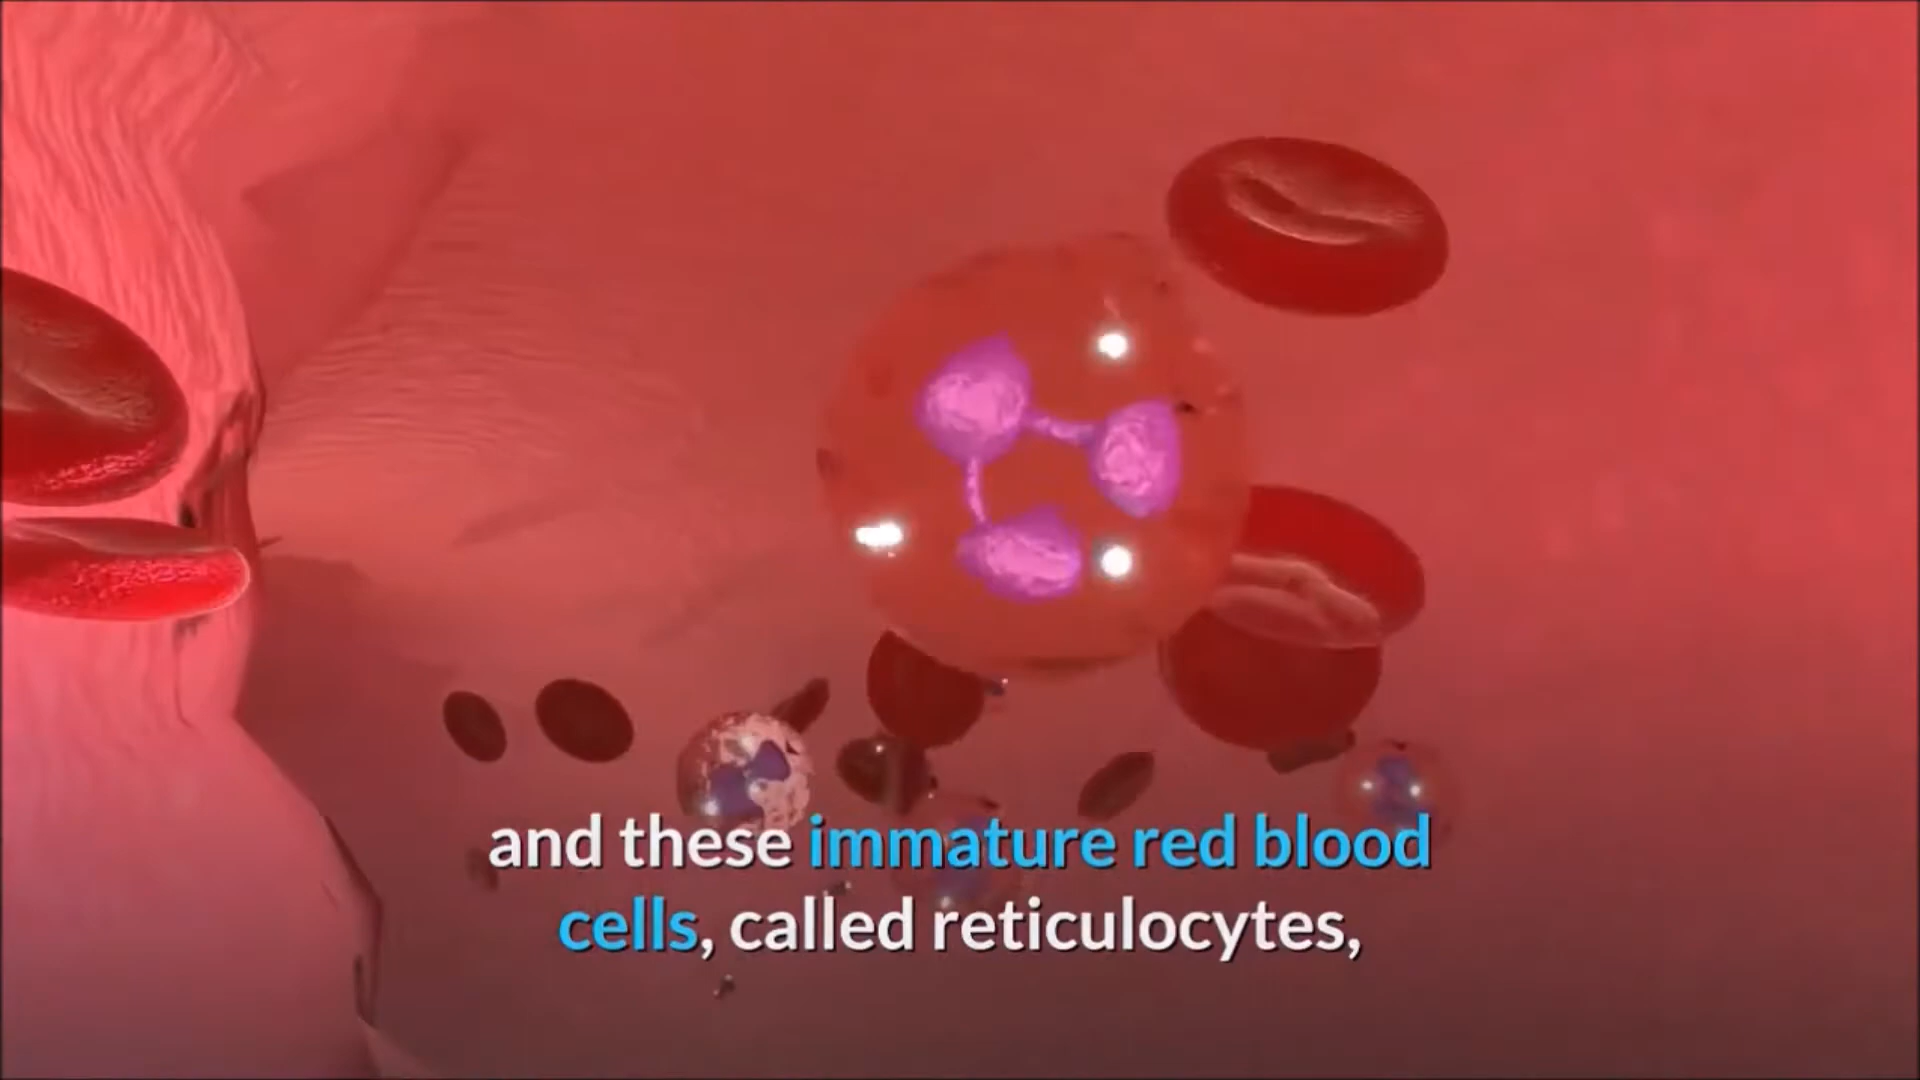 and these immature red blood
cells, called reticulocytes,